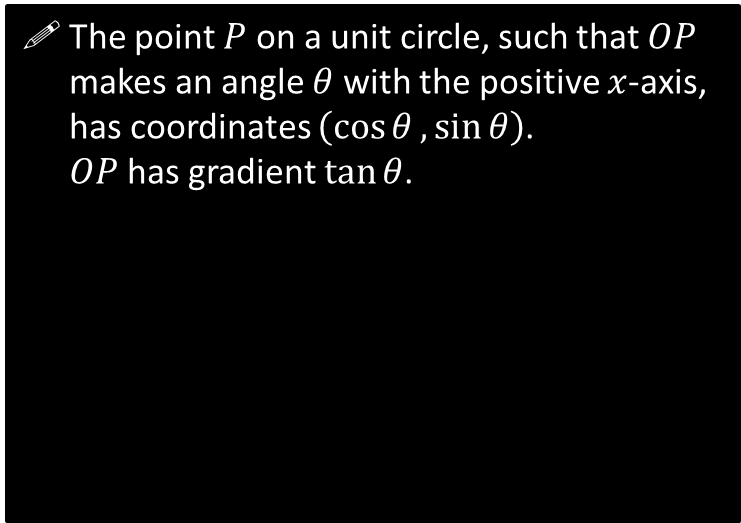 The point P on a unit circle, such that OP
makes an angle θ with the positive x-axis,
has coordinates (cos θ , sin θ).
OP has gradient tan θ.